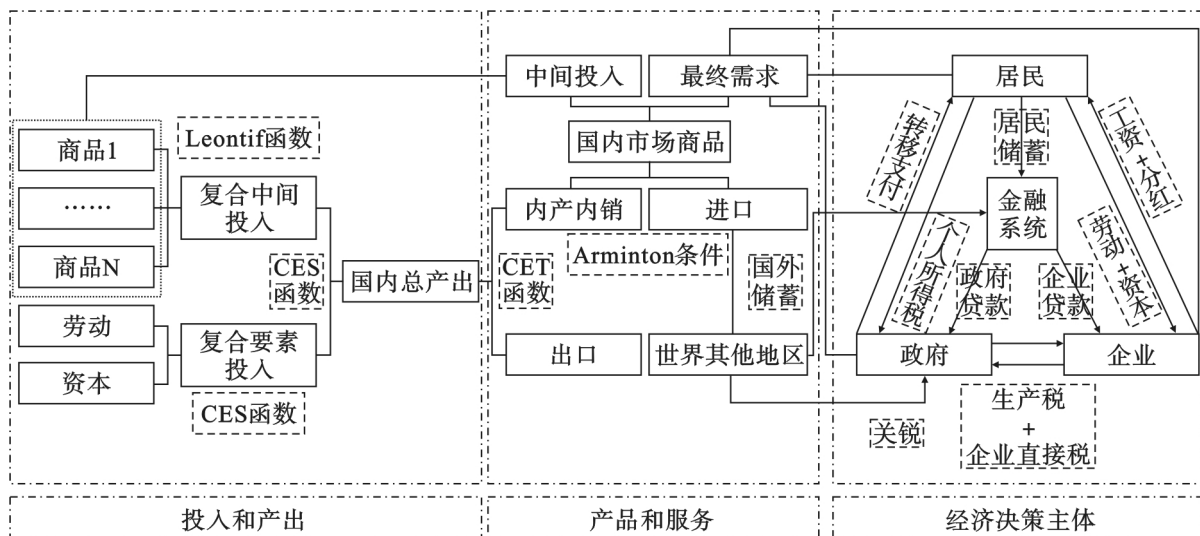 中间投入
最终需求
居民
商品1
Leontif函数
国内市场商品
转移支付
居民
储蓄
工资+分红
……
复合中间
投入
内产内销
进口
金融
系统
商品N
CES
函数
国内总产出
CET
函数
Arminton条件
国外
储蓄
个人所得税
政府
贷款
企业
贷款
劳动+资本
劳动
复合要素
投入
出口
世界其他地区
政府
企业
资本
CES函数
关锐
生产税
+
企业直接税
投入和产出
产品和服务
经济决策主体